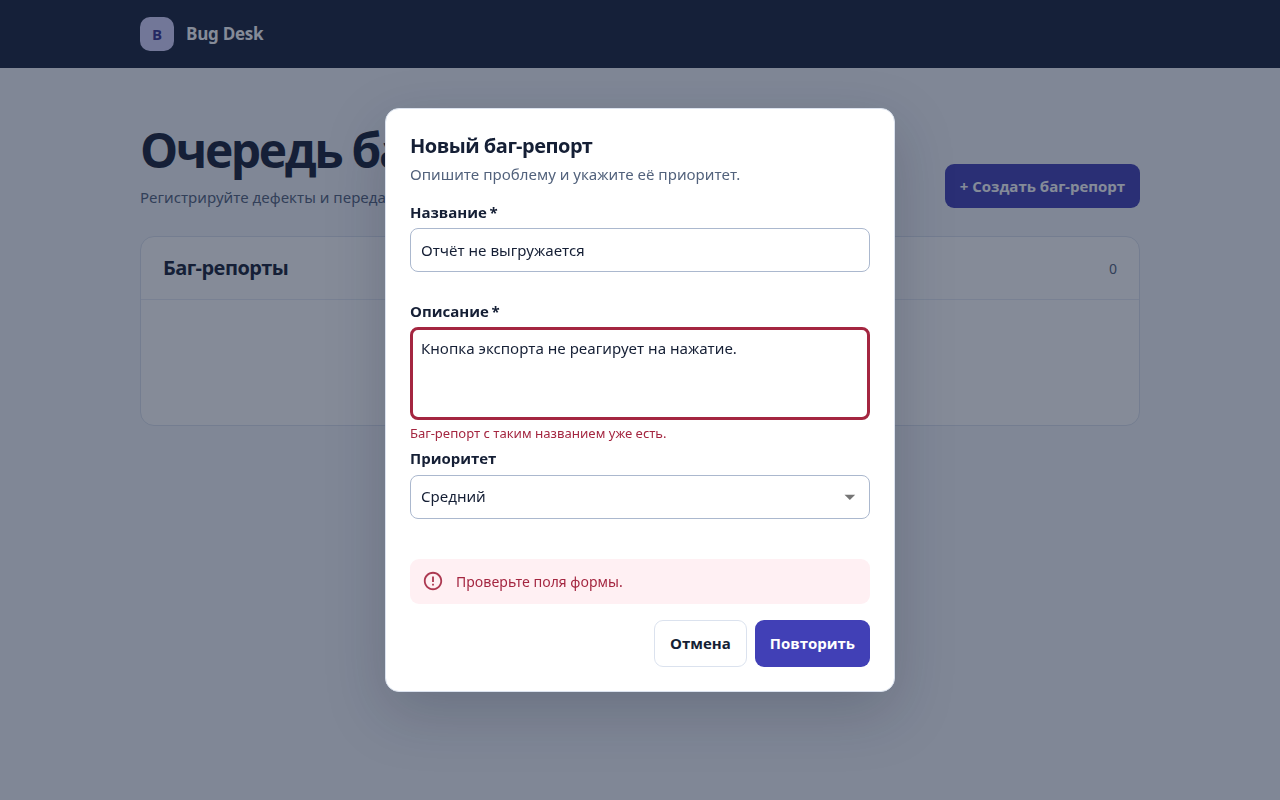 B
Bug Desk
Очередь ба
Регистрируйте дефекты и переда
+ Создать баг-репорт
Баг-репорты
0
Новый баг-репорт
Опишите проблему и укажите её приоритет.
Название *
Отчёт не выгружается
Описание *
Кнопка экспорта не реагирует на нажатие.
Баг-репорт с таким названием уже есть.
Приоритет
Средний
Проверьте поля формы.
Отмена
Повторить